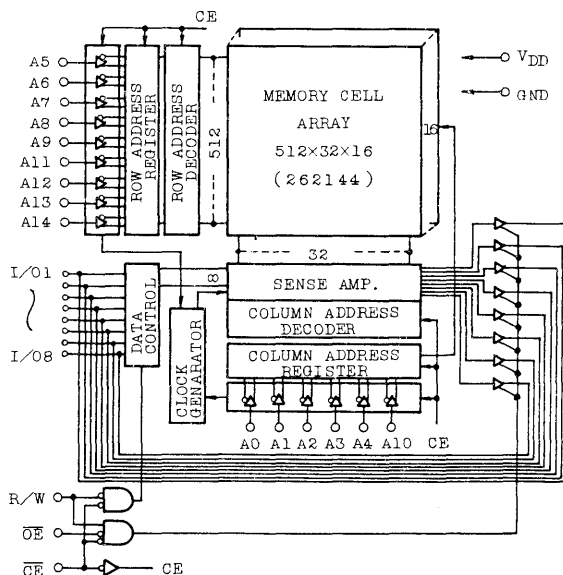 CE
A5
A6
A7
A8
A9
A11
A12
A13
A14
ROW ADDRESS
REGISTER
ROW ADDRESS
DECODER
512
MEMORY CELL
ARRAY
512×32×16
(262144)
16
VDD
GND
32
I/O1
I/O8
DATA
CONTROL
8
SENSE AMP.
COLUMN ADDRESS
DECODER
CLOCK
GENARATOR
COLUMN ADDRESS
REGISTER
A0 A1 A2 A3 A4 A10 CE
R/W
OE
CE
CE